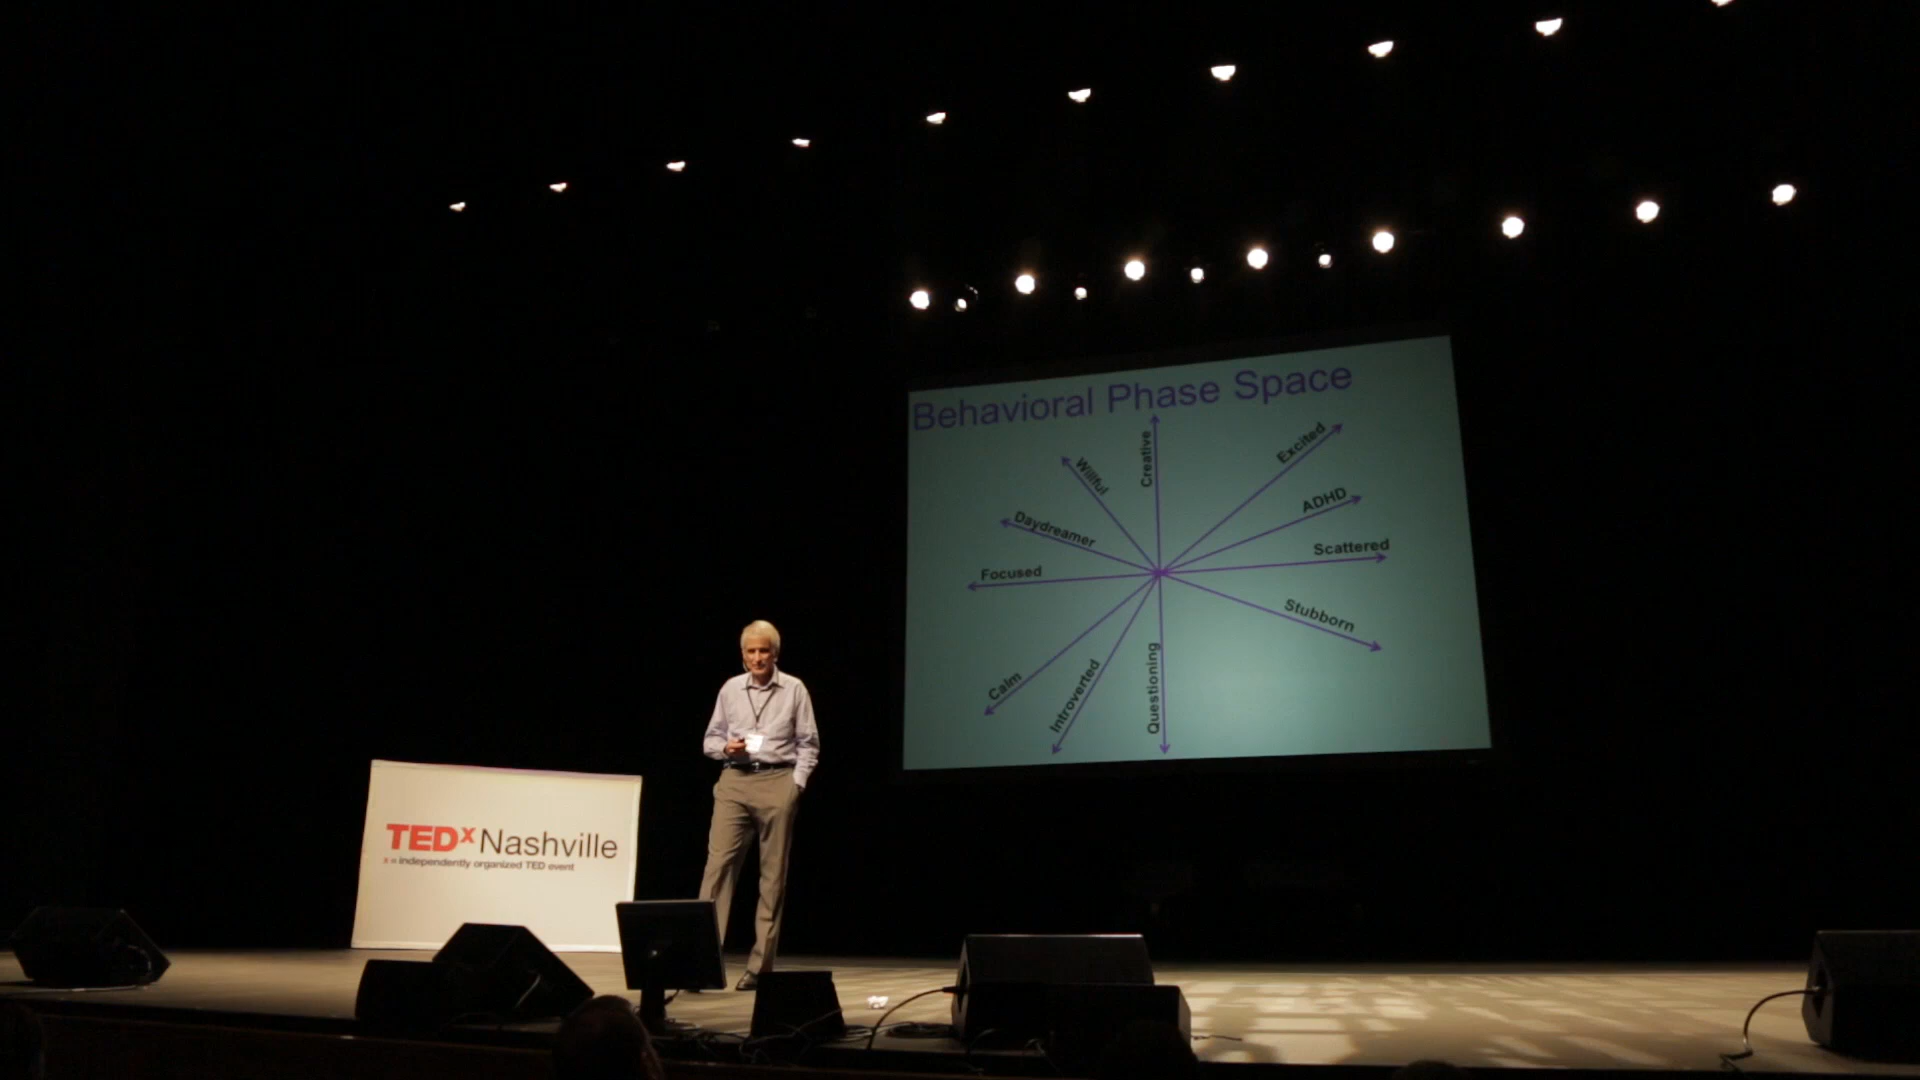 Behavioral Phase Space
Creative
Excited
Willful
ADHD
Daydreamer
Scattered
Focused
Stubborn
Calm
Introverted
Questioning
TEDx Nashville
x = independently organized TED event